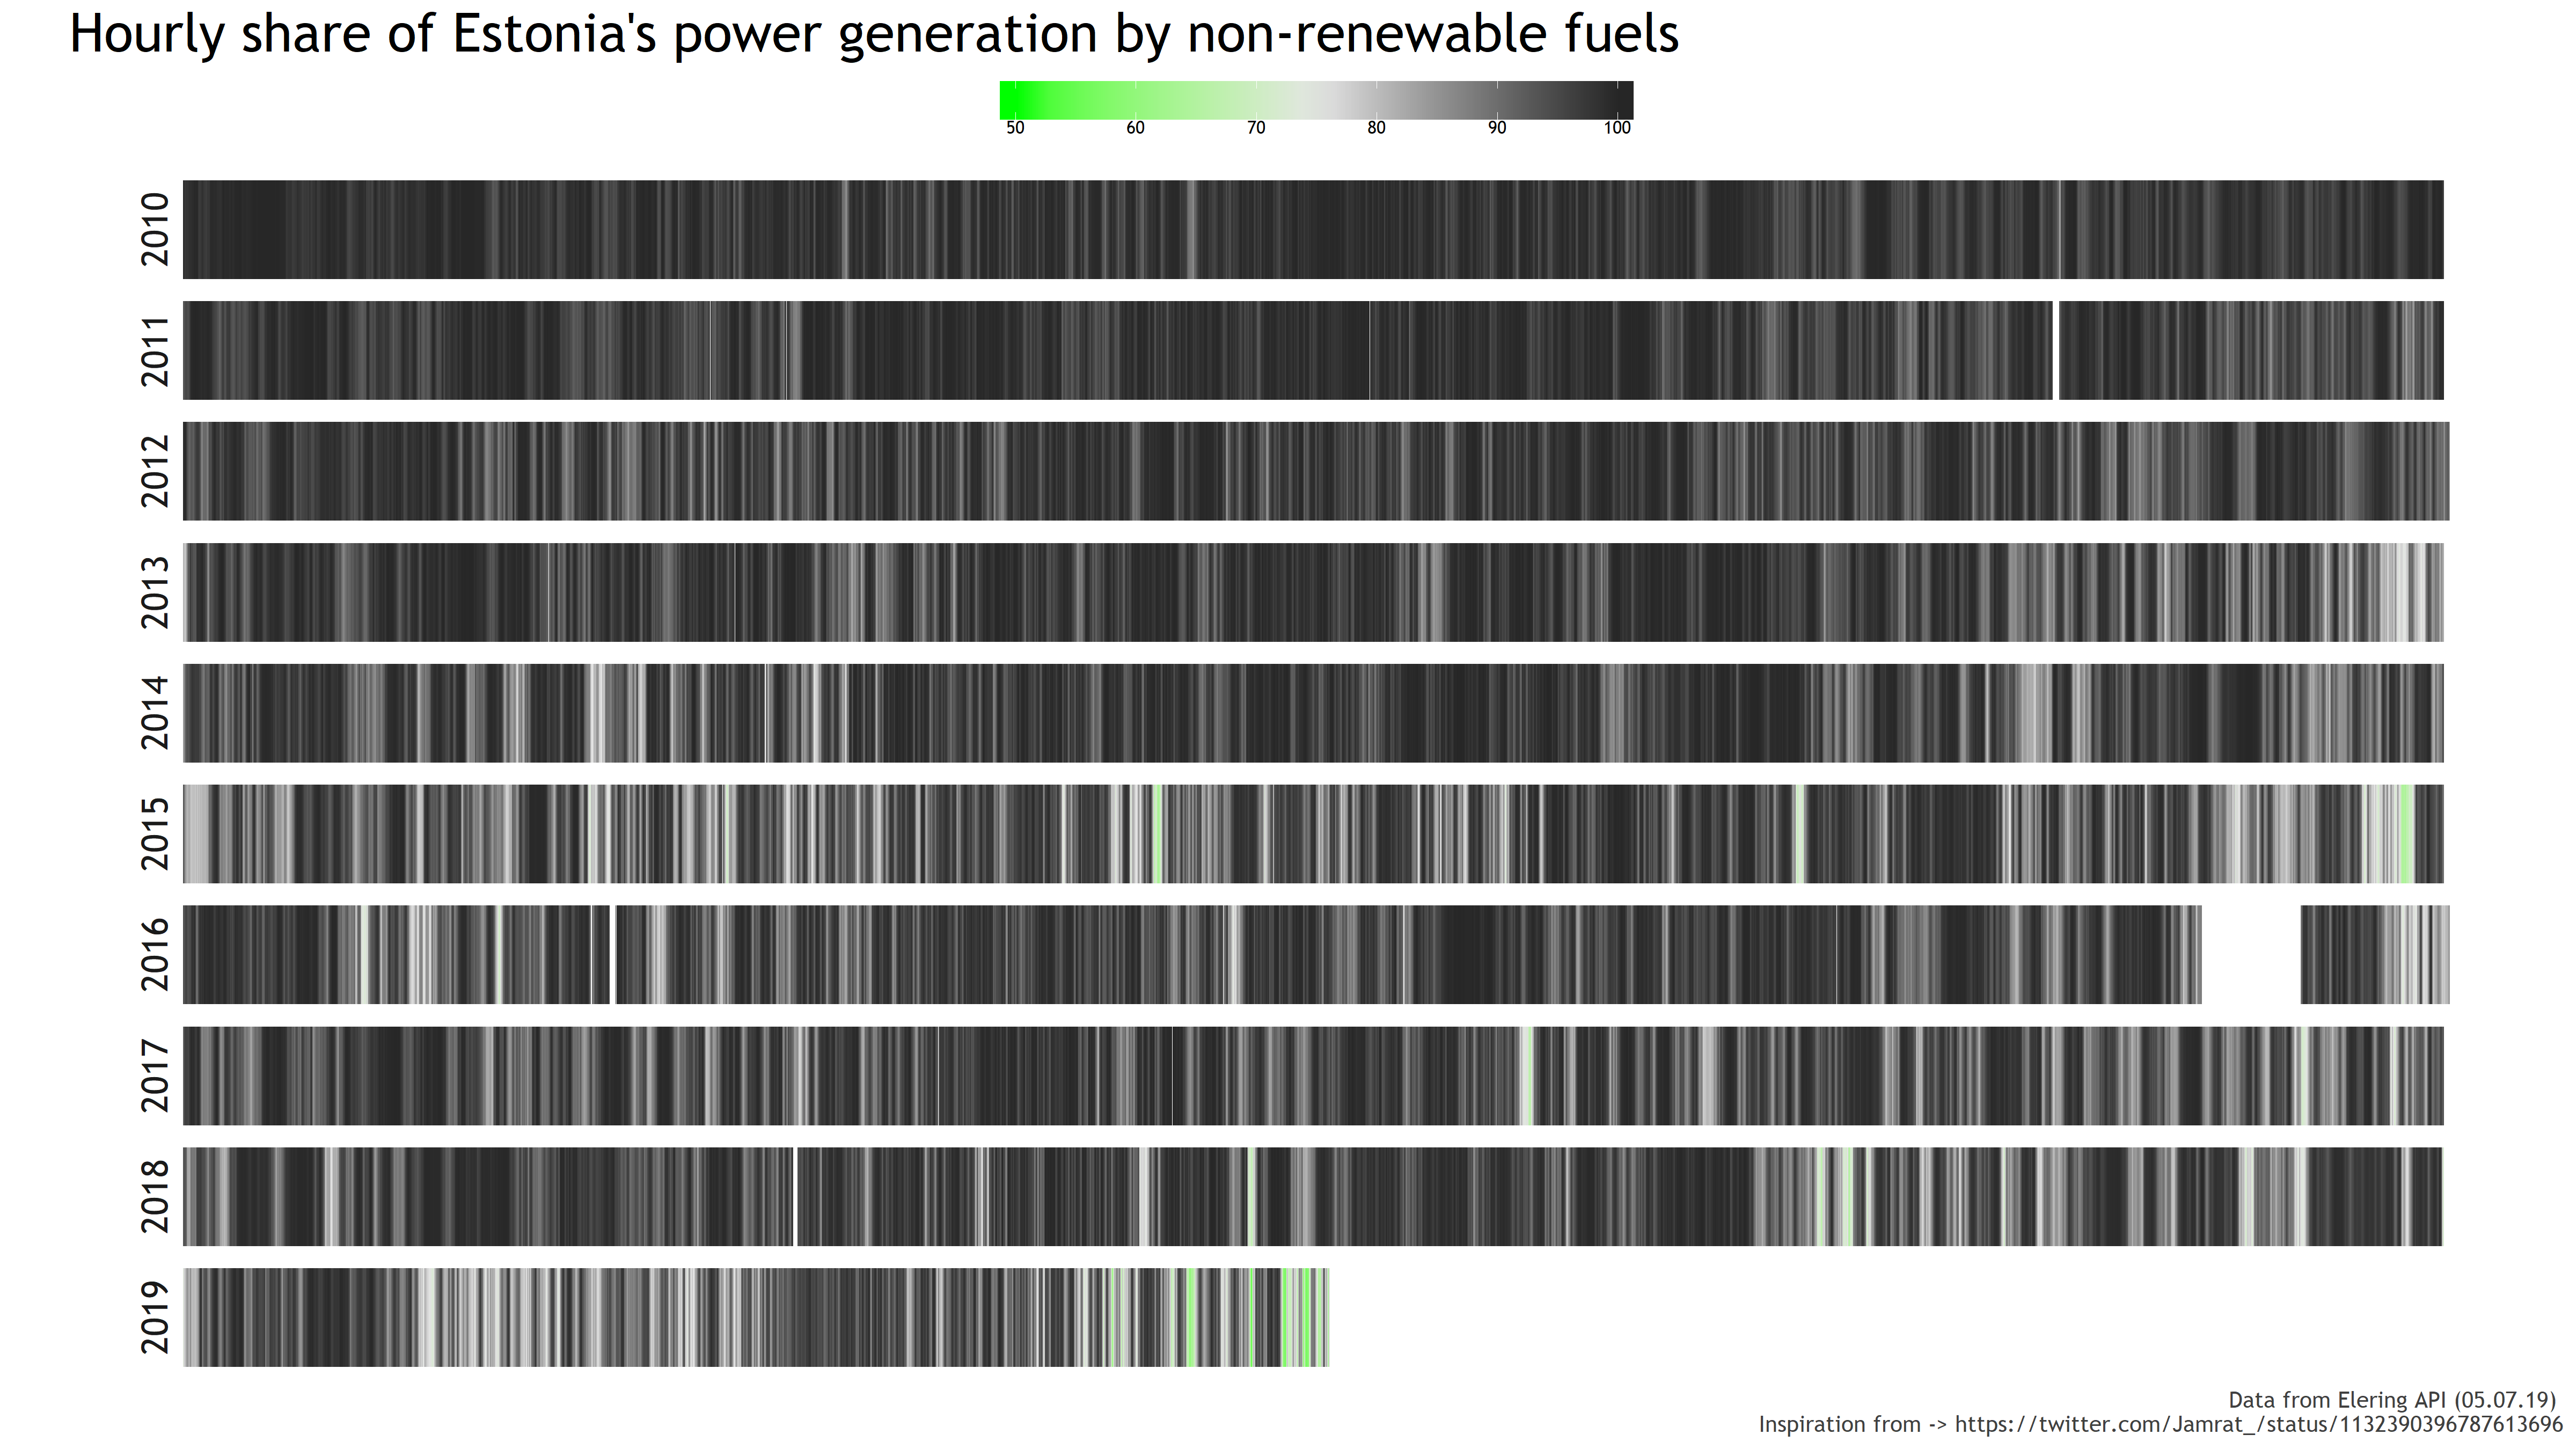 Hourly share of Estonia's power generation by non-renewable fuels
50 60 70 80 90 100
2010
2011
2012
2013
2014
2015
2016
2017
2018
2019
Data from Elering API (05.07.19)
Inspiration from -> https://twitter.com/Jamrat_/status/1132390396787613696